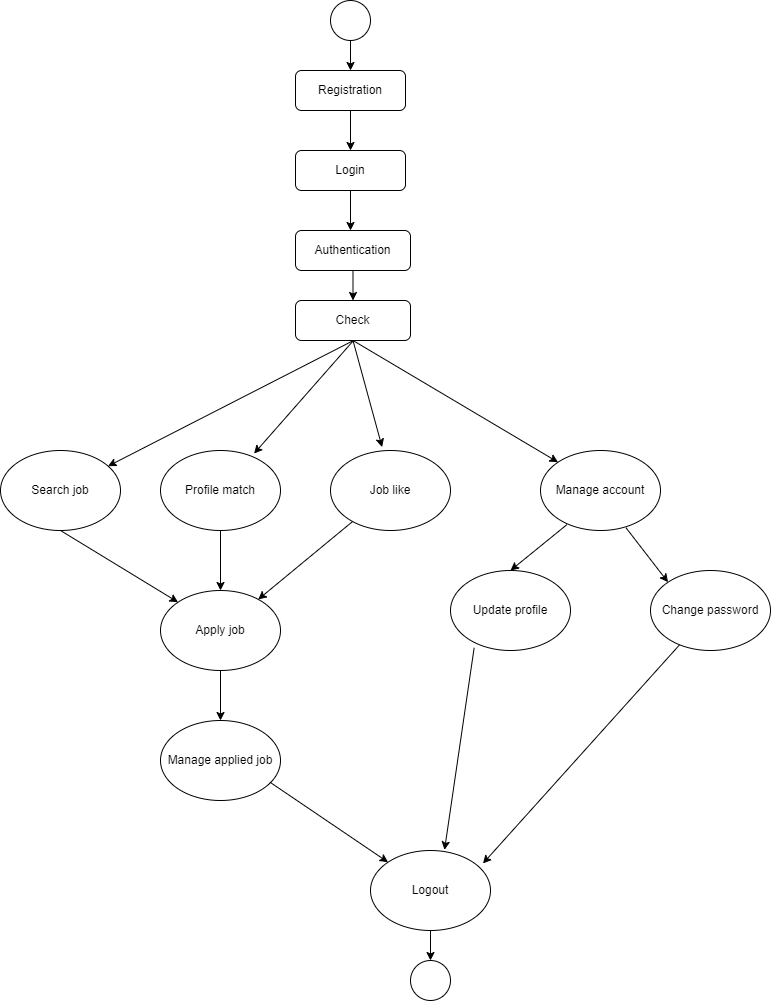 Registration
Login
Authentication
Check
Search job
Profile match
Job like
Manage account
Update profile
Change password
Apply job
Manage applied job
Logout